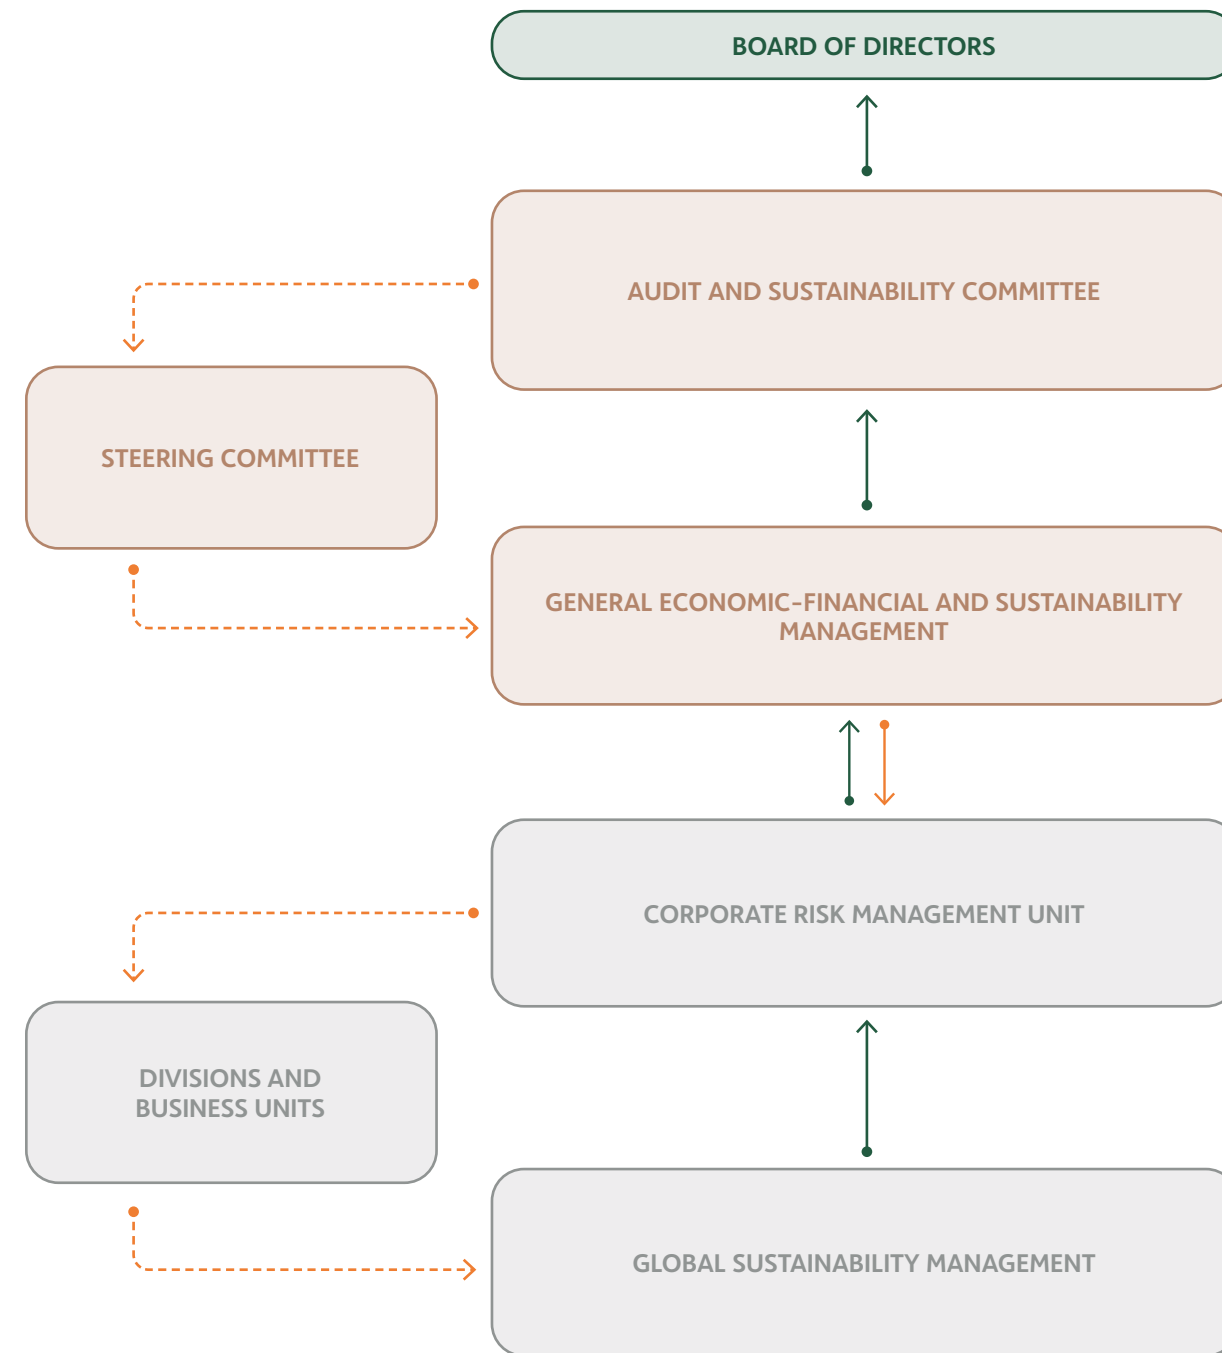 BOARD OF DIRECTORS
AUDIT AND SUSTAINABILITY COMMITTEE
STEERING COMMITTEE
GENERAL ECONOMIC-FINANCIAL AND SUSTAINABILITY
MANAGEMENT
CORPORATE RISK MANAGEMENT UNIT
DIVISIONS AND
BUSINESS UNITS
GLOBAL SUSTAINABILITY MANAGEMENT